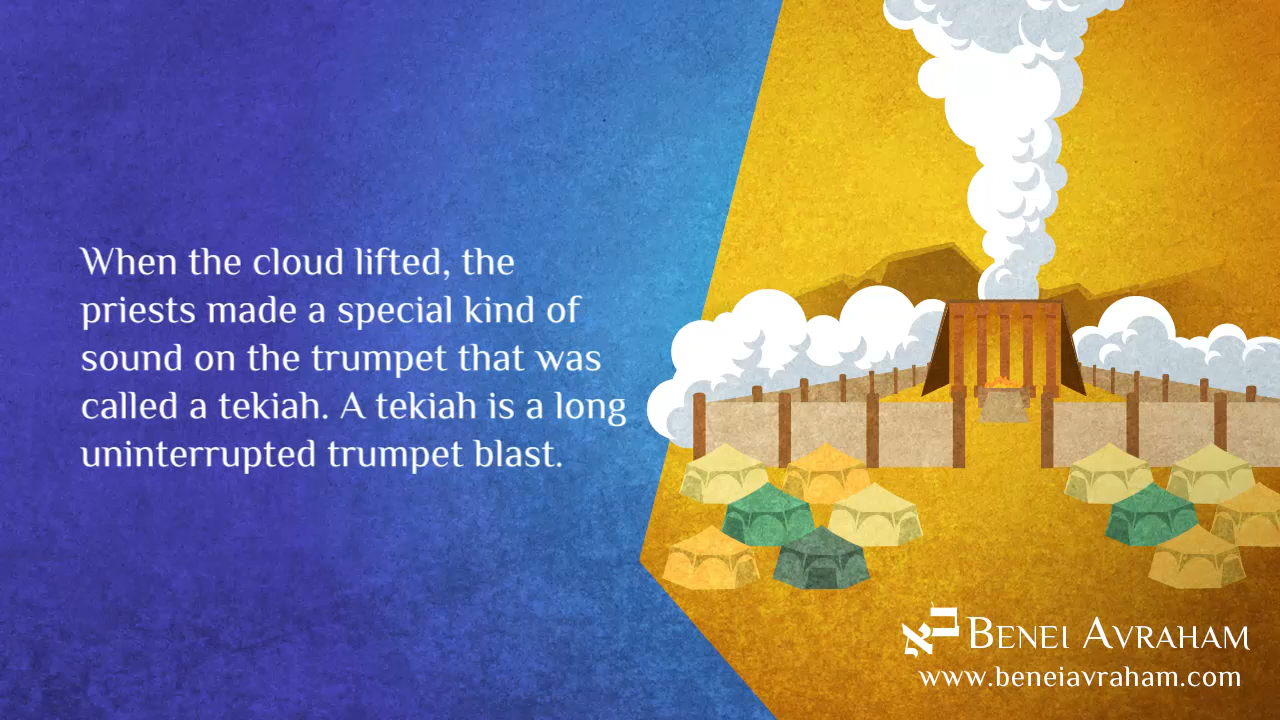 When the cloud lifted, the
priests made a special kind of
sound on the trumpet that was
called a tekiah. A tekiah is a long
uninterrupted trumpet blast.
בא Benei Avraham
www.beneiavraham.com